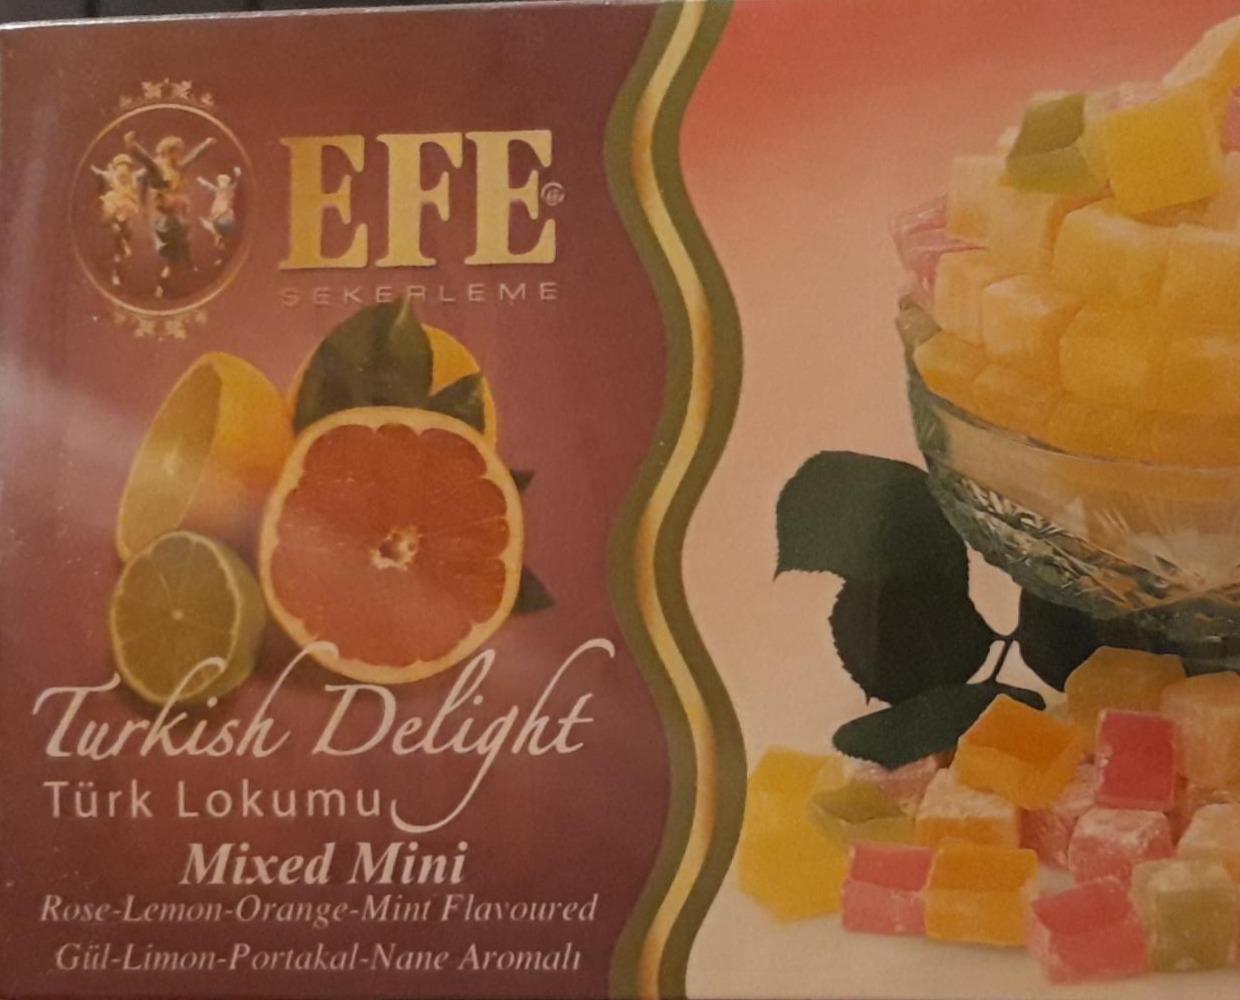 EFE
ŞEKERLEME
Turkish Delight
Türk Lokumu
Mixed Mini
Rose-Lemon-Orange-Mint Flavoured
Gül-Limon-Portakal-Nane Aromalı